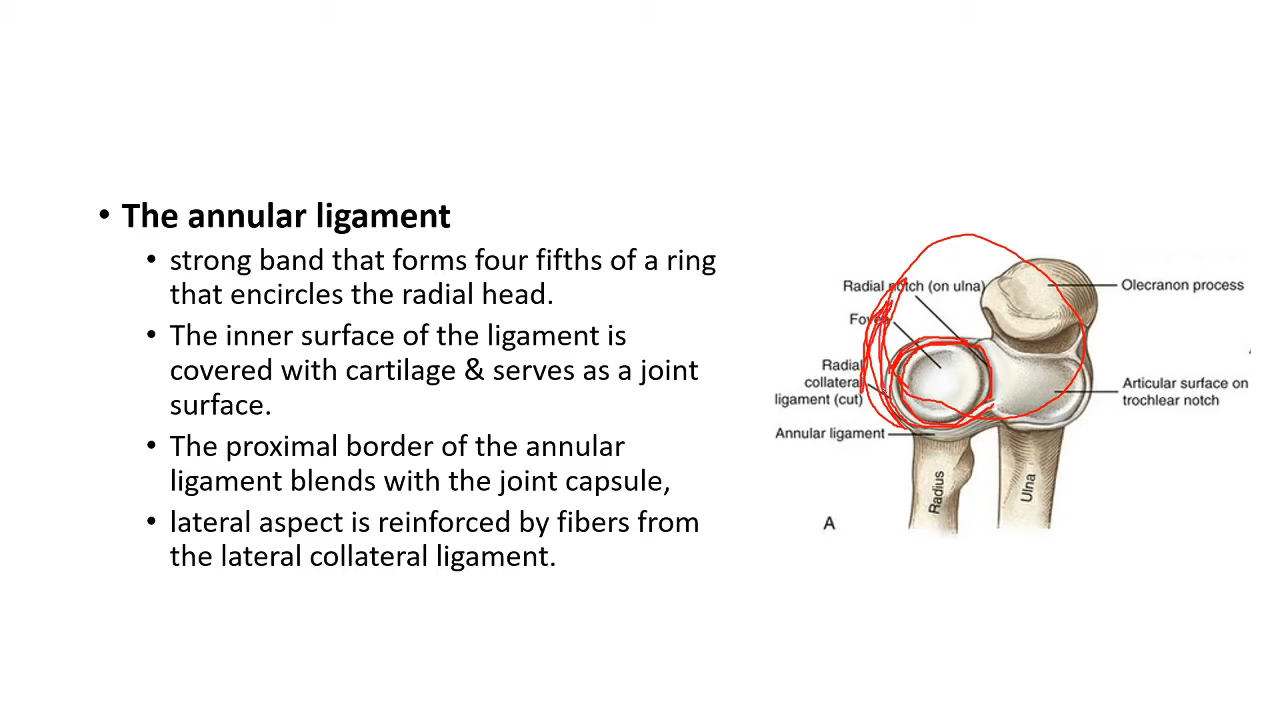 • The annular ligament
• strong band that forms four fifths of a ring
that encircles the radial head.
• The inner surface of the ligament is
covered with cartilage & serves as a joint
surface.
• The proximal border of the annular
ligament blends with the joint capsule,
• lateral aspect is reinforced by fibers from
the lateral collateral ligament.
Radial notch (on ulna)
Fovea
Radial
collateral
ligament (cut)
Annular ligament
Olecranon process
Articular surface on
trochlear notch
Radius
Ulna
A